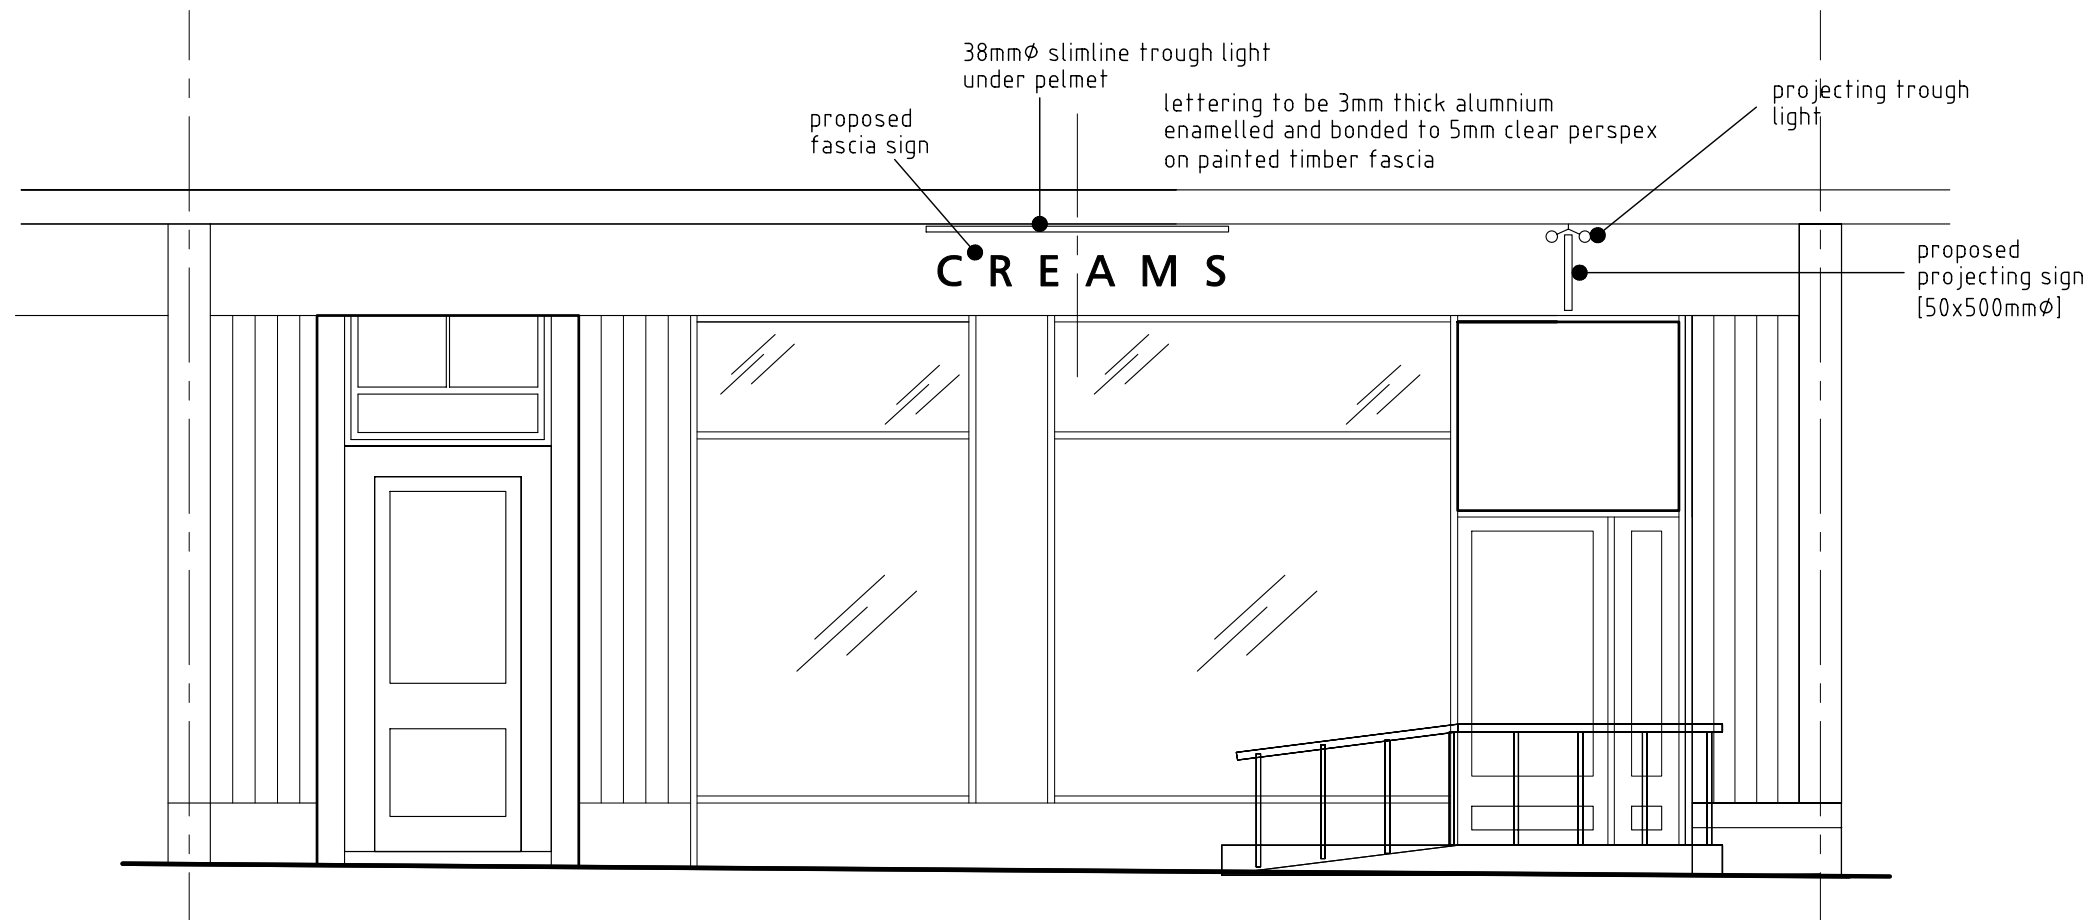 38mmø slimline trough light
under pelmet
proposed
fascia sign
lettering to be 3mm thick alumnium
enamelled and bonded to 5mm clear perspex
on painted timber fascia
projecting trough
light
proposed
projecting sign
[50x500mmø]
CREAMS